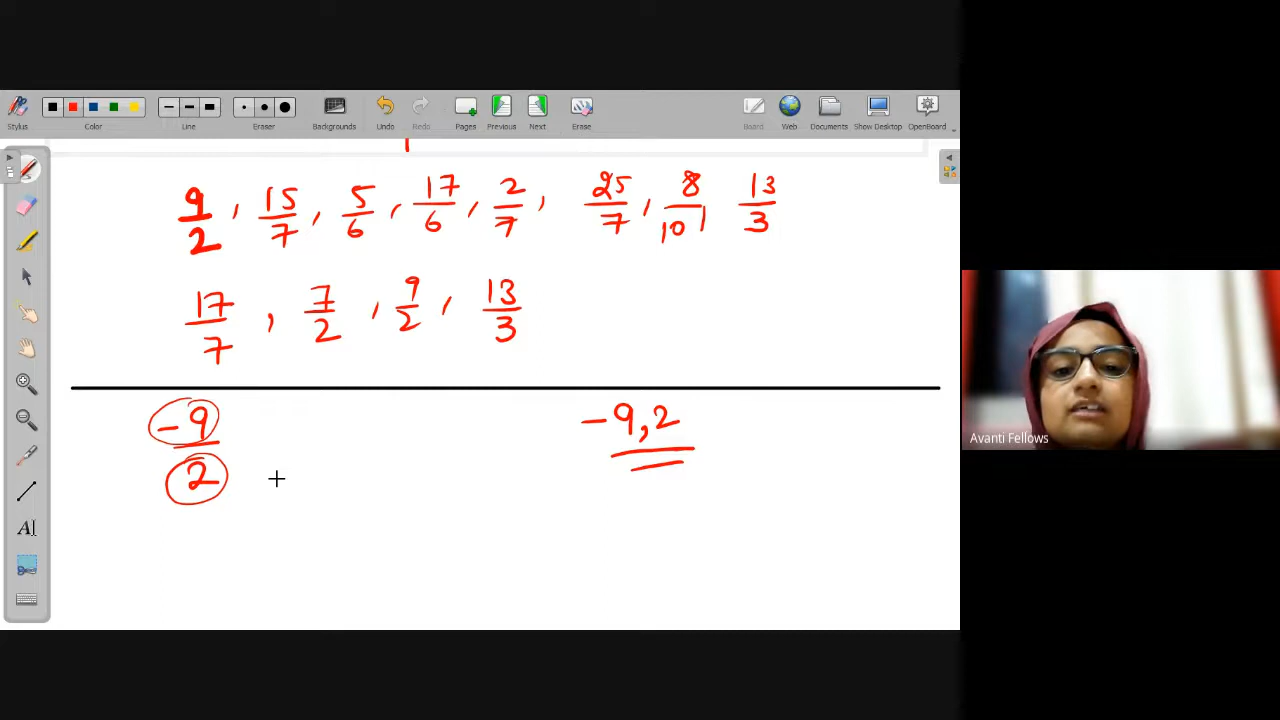 Stylus Color Line Eraser Backgrounds Undo Redo Pages Previous Next Erase Board Web Documents Show Desktop OpenBoard
9/2 , 15/7 , 5/6 , 17/6 , 2/7 , 25/7 , 8/101 13/3
17/7 , 7/2 , 9/2 , 13/3
-9/2 -9,2
Avanti Fellows